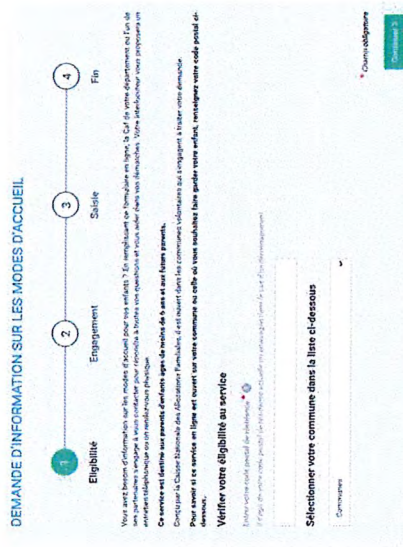 DEMANDE D'INFORMATION SUR LES MODES D'ACCUEIL
1 2 3 4
Eligibilité Engagement Saisie Fin
Vous avez besoin d'information sur les modes d'accueil pour vos enfants ? En remplissant ce formulaire en ligne, la Caf de votre département ou l'un de
ses partenaires s'engage à vous contacter pour répondre à toutes vos questions et vous aider dans vos démarches. Votre interlocuteur vous proposera un
entretien téléphonique ou un rendez-vous physique.
Ce service est destiné aux parents d'enfants âgés de moins de 6 ans et aux futurs parents.
Conçu par la Caisse Nationale des Allocations Familiales, il est ouvert dans les communes volontaires qui s'engagent à traiter votre demande.
Pour savoir si ce service en ligne est ouvert sur votre commune ou celle où vous souhaitez faire garder votre enfant, renseignez votre code postal ci-
dessous.
Vérifier votre éligibilité au service
Entrer votre code postal de résidence *
Sélectionner votre commune dans la liste ci-dessous
Communes
* Champ obligatoire